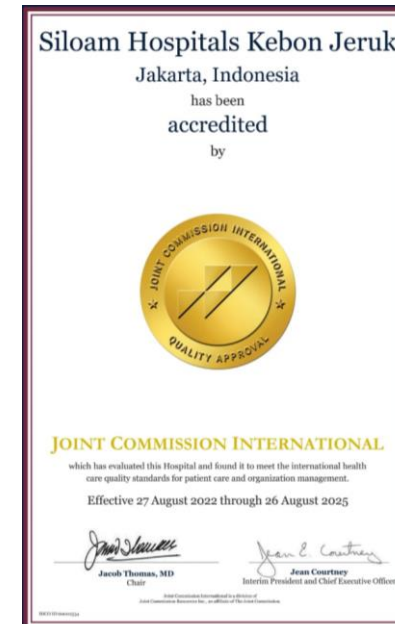 Siloam Hospitals Kebon Jeruk
Jakarta, Indonesia
has been
accredited
by
JOINT COMMISSION INTERNATIONAL
QUALITY APPROVAL
JOINT COMMISSION INTERNATIONAL
which has evaluated this Hospital and found it to meet the international health
care quality standards for patient care and organization management.
Effective 27 August 2022 through 26 August 2025
Jacob Thomas, MD
Chair
Jean Courtney
Interim President and Chief Executive Officer
Joint Commission International is a division of
Joint Commission Resources Inc., an affiliate of The Joint Commission.